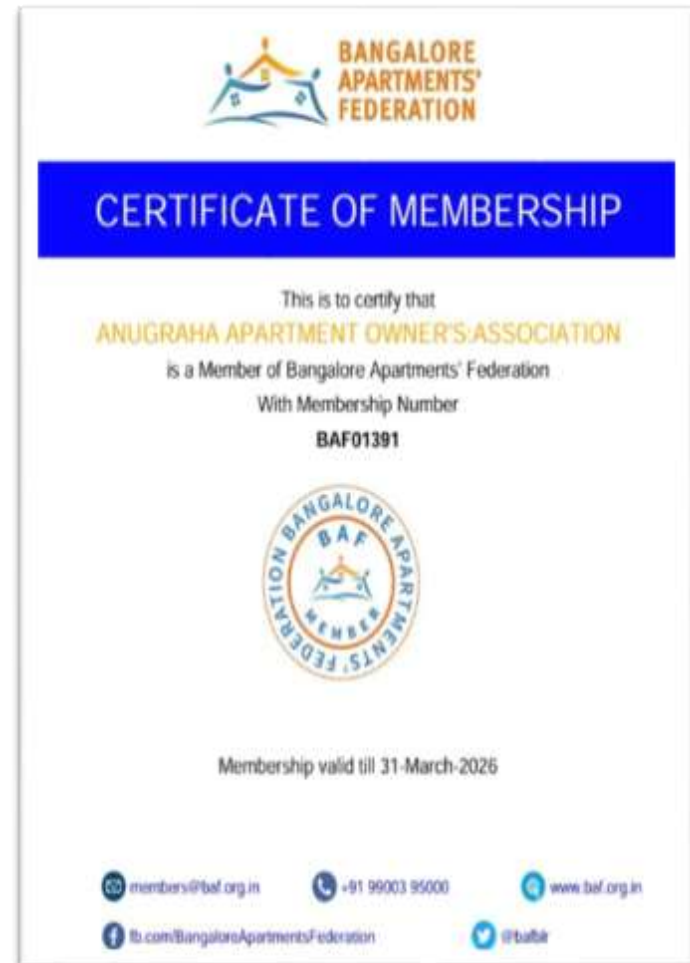 BANGALORE
APARTMENTS'
FEDERATION
CERTIFICATE OF MEMBERSHIP
This is to certify that
ANUGRAHA APARTMENT OWNER'S:ASSOCIATION
is a Member of Bangalore Apartments' Federation
With Membership Number
BAF01391
FEDERATION BANGALORE APARTMENTS'
BAF
MEMBER
Membership valid till 31-March-2026
members@baf.org.in
+91 99003 95000
www.baf.org.in
fb.com/BangaloreApartmentsFederation
@bafblr